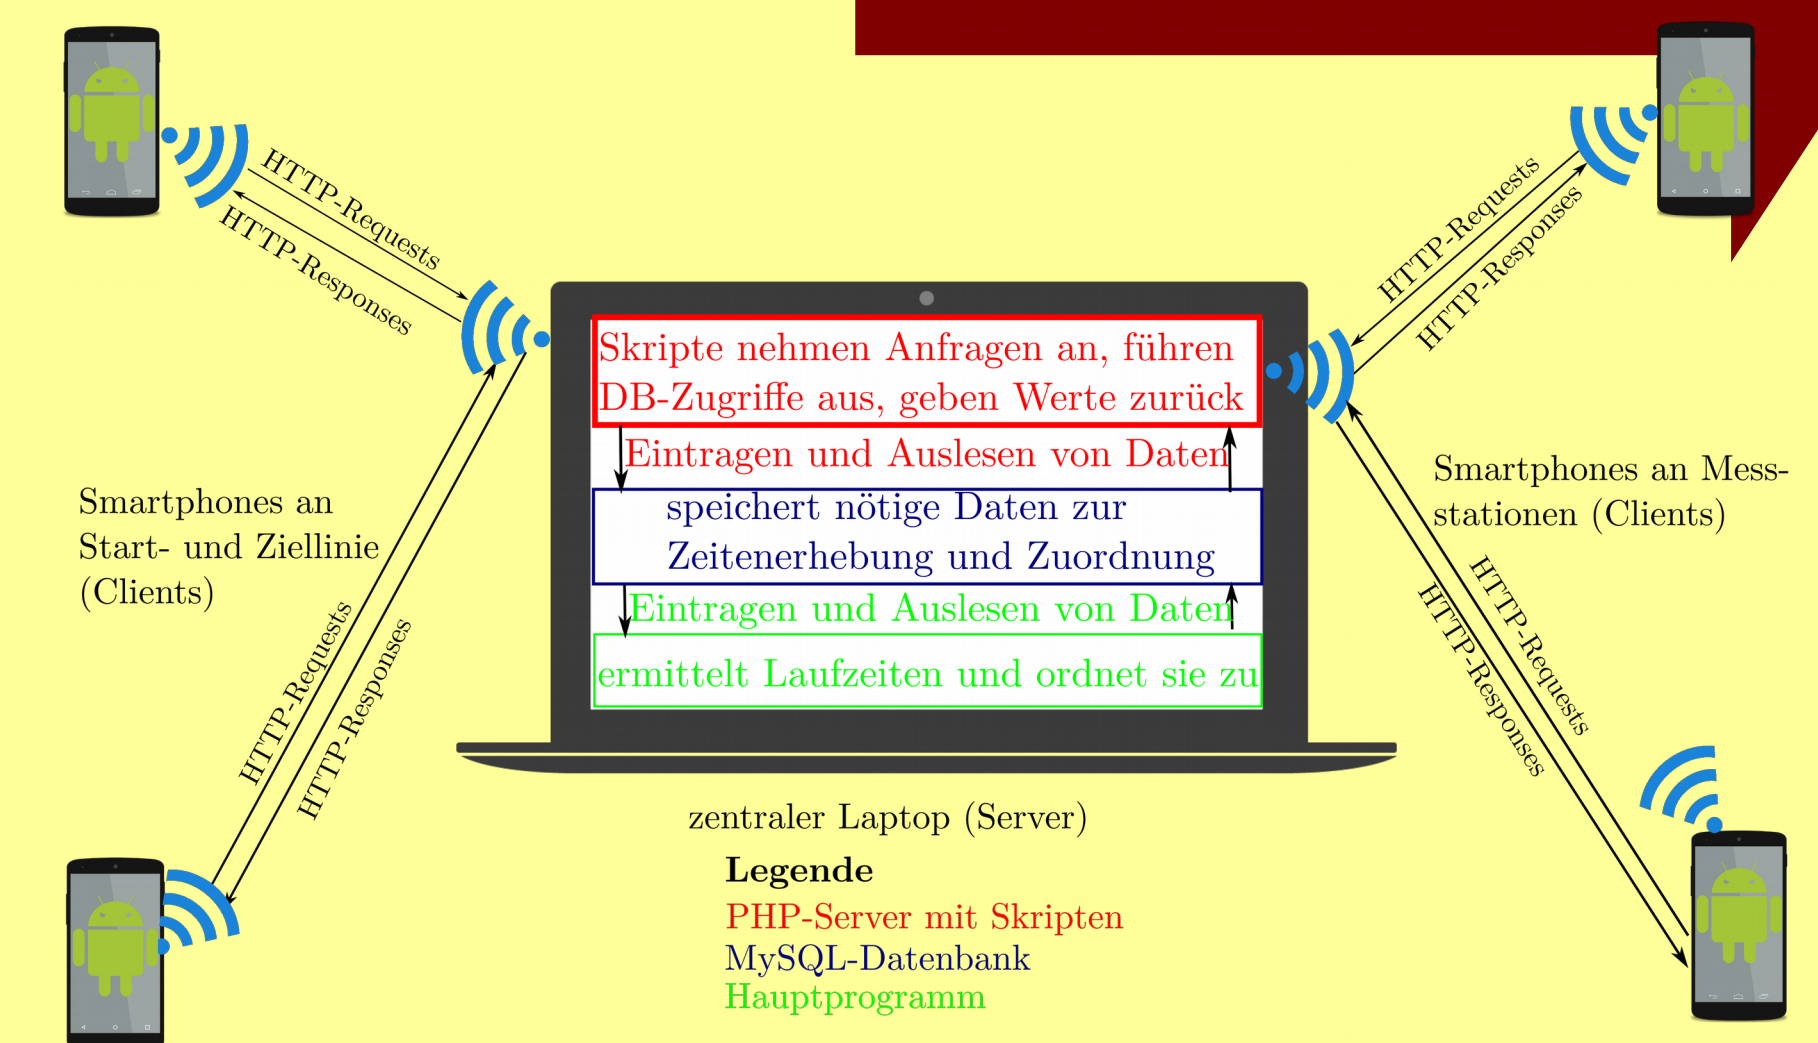 HTTP-Requests
HTTP-Responses
HTTP-Requests
HTTP-Responses
Skripte nehmen Anfragen an, führen
DB-Zugriffe aus, geben Werte zurück
Eintragen und Auslesen von Daten
speichert nötige Daten zur
Zeitenerhebung und Zuordnung
Eintragen und Auslesen von Daten
ermittelt Laufzeiten und ordnet sie zu
Smartphones an
Start- und Ziellinie
(Clients)
Smartphones an Mess-
stationen (Clients)
HTTP-Requests
HTTP-Responses
HTTP-Requests
HTTP-Responses
zentraler Laptop (Server)
Legende
PHP-Server mit Skripten
MySQL-Datenbank
Hauptprogramm